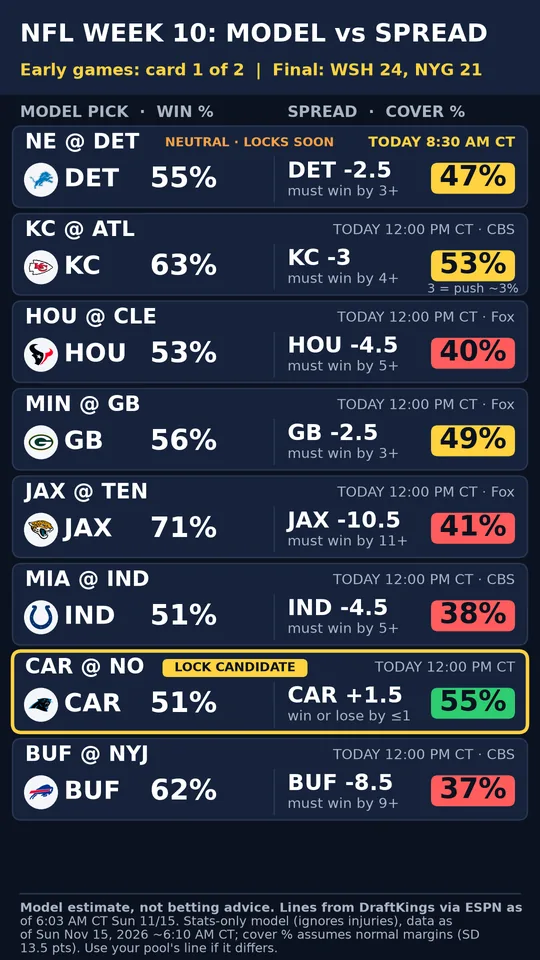 NFL WEEK 10: MODEL vs SPREAD
Early games: card 1 of 2 | Final: WSH 24, NYG 21
MODEL PICK · WIN % SPREAD · COVER %
NE @ DET NEUTRAL · LOCKS SOON TODAY 8:30 AM CT
DET 55% DET -2.5 47%
must win by 3+
KC @ ATL TODAY 12:00 PM CT · CBS
KC 63% KC -3 53%
must win by 4+
3 = push ~3%
HOU @ CLE TODAY 12:00 PM CT · Fox
HOU 53% HOU -4.5 40%
must win by 5+
MIN @ GB TODAY 12:00 PM CT · Fox
GB 56% GB -2.5 49%
must win by 3+
JAX @ TEN TODAY 12:00 PM CT · Fox
JAX 71% JAX -10.5 41%
must win by 11+
MIA @ IND TODAY 12:00 PM CT · CBS
IND 51% IND -4.5 38%
must win by 5+
CAR @ NO LOCK CANDIDATE TODAY 12:00 PM CT
CAR 51% CAR +1.5 55%
win or lose by ≤1
BUF @ NYJ TODAY 12:00 PM CT · CBS
BUF 62% BUF -8.5 37%
must win by 9+
Model estimate, not betting advice. Lines from DraftKings via ESPN as
of 6:03 AM CT Sun 11/15. Stats-only model (ignores injuries), data as
of Sun Nov 15, 2026 ~6:10 AM CT; cover % assumes normal margins (SD
13.5 pts). Use your pool's line if it differs.